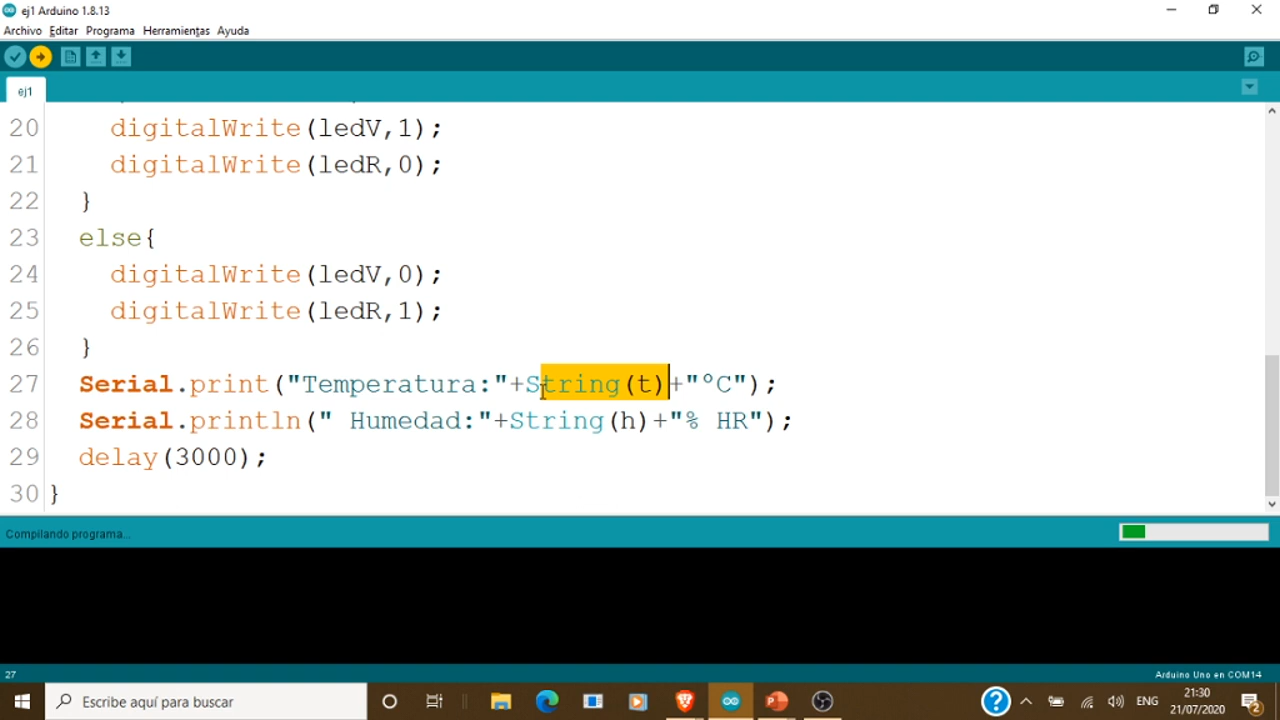 ej1 Arduino 1.8.13
Archivo Editar Programa Herramientas Ayuda
ej1
20 digitalWrite(ledV,1);
21 digitalWrite(ledR,0);
22 }
23 else{
24 digitalWrite(ledV,0);
25 digitalWrite(ledR,1);
26 }
27 Serial.print("Temperatura:"+String(t)+"ºC");
28 Serial.println(" Humedad:"+String(h)+"% HR");
29 delay(3000);
30 }
Compilando programa...
27 Arduino Uno en COM14
Escribe aquí para buscar
ENG
21:30
21/07/2020
2